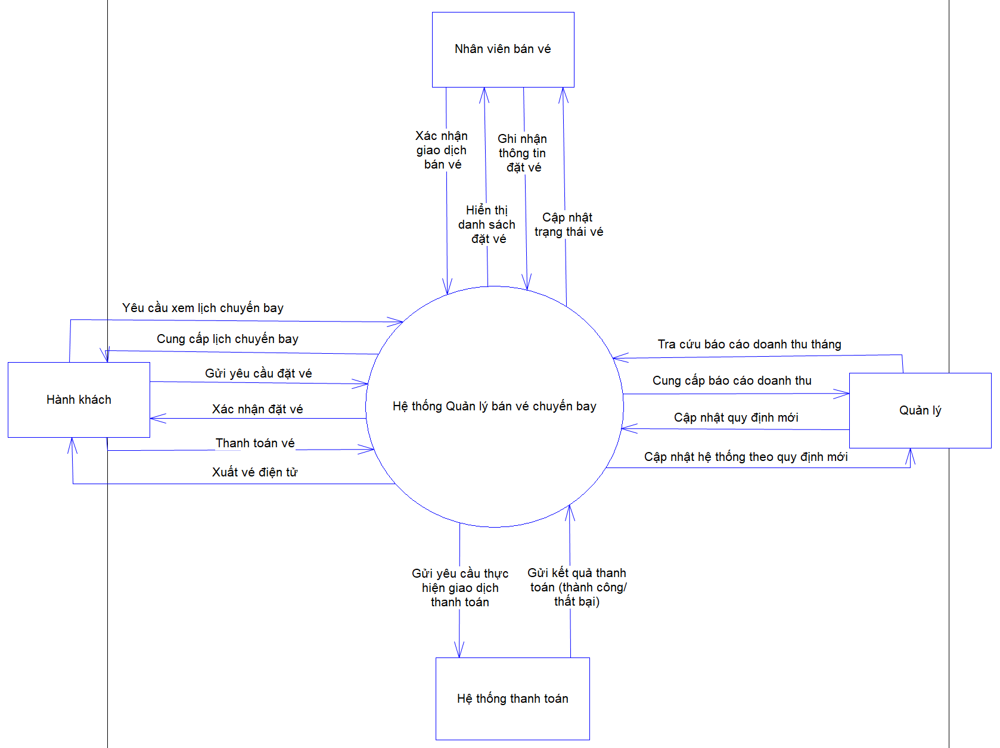 Nhân viên bán vé
Xác nhận
giao dịch
bán vé
Ghi nhận
thông tin
đặt vé
Hiển thị
danh sách
đặt vé
Cập nhật
trạng thái vé
Yêu cầu xem lịch chuyến bay
Cung cấp lịch chuyến bay
Gửi yêu cầu đặt vé
Hành khách
Xác nhận đặt vé
Thanh toán vé
Xuất vé điện tử
Hệ thống Quản lý bán vé chuyến bay
Tra cứu báo cáo doanh thu tháng
Cung cấp báo cáo doanh thu
Quản lý
Cập nhật quy định mới
Cập nhật hệ thống theo quy định mới
Gửi yêu cầu thực
hiện giao dịch
thanh toán
Gửi kết quả thanh
toán (thành công/
thất bại)
Hệ thống thanh toán